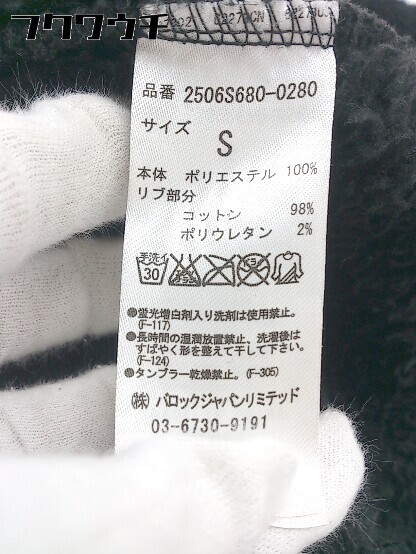 フクワウチ
品番 2506S680-0280
サイズ
S
本体 ポリエステル 100%
リブ部分
コットン 98%
ポリウレタン 2%
手洗イ
30
●蛍光増白剤入り洗剤は使用禁止。
(F-117)
●長時間の湿潤放置禁止、洗濯後は
すばやく形を整えて干して下さい。
(F-124)
●タンブラー乾燥禁止。(F-305)
(株) バロックジャパンリミテッド
03-6730-9191